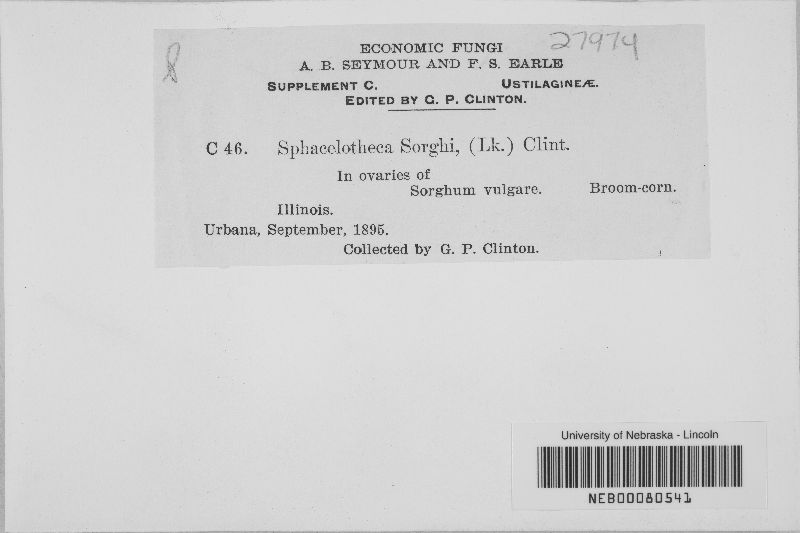 27974
ECONOMIC FUNGI
A. B. SEYMOUR AND F. S. EARLE
SUPPLEMENT C. USTILAGINEÆ.
EDITED BY G. P. CLINTON.
C 46. Sphacelotheca Sorghi, (Lk.) Clint.
In ovaries of
Sorghum vulgare. Broom-corn.
Illinois.
Urbana, September, 1895.
Collected by G. P. Clinton.
University of Nebraska - Lincoln
NEB00080541